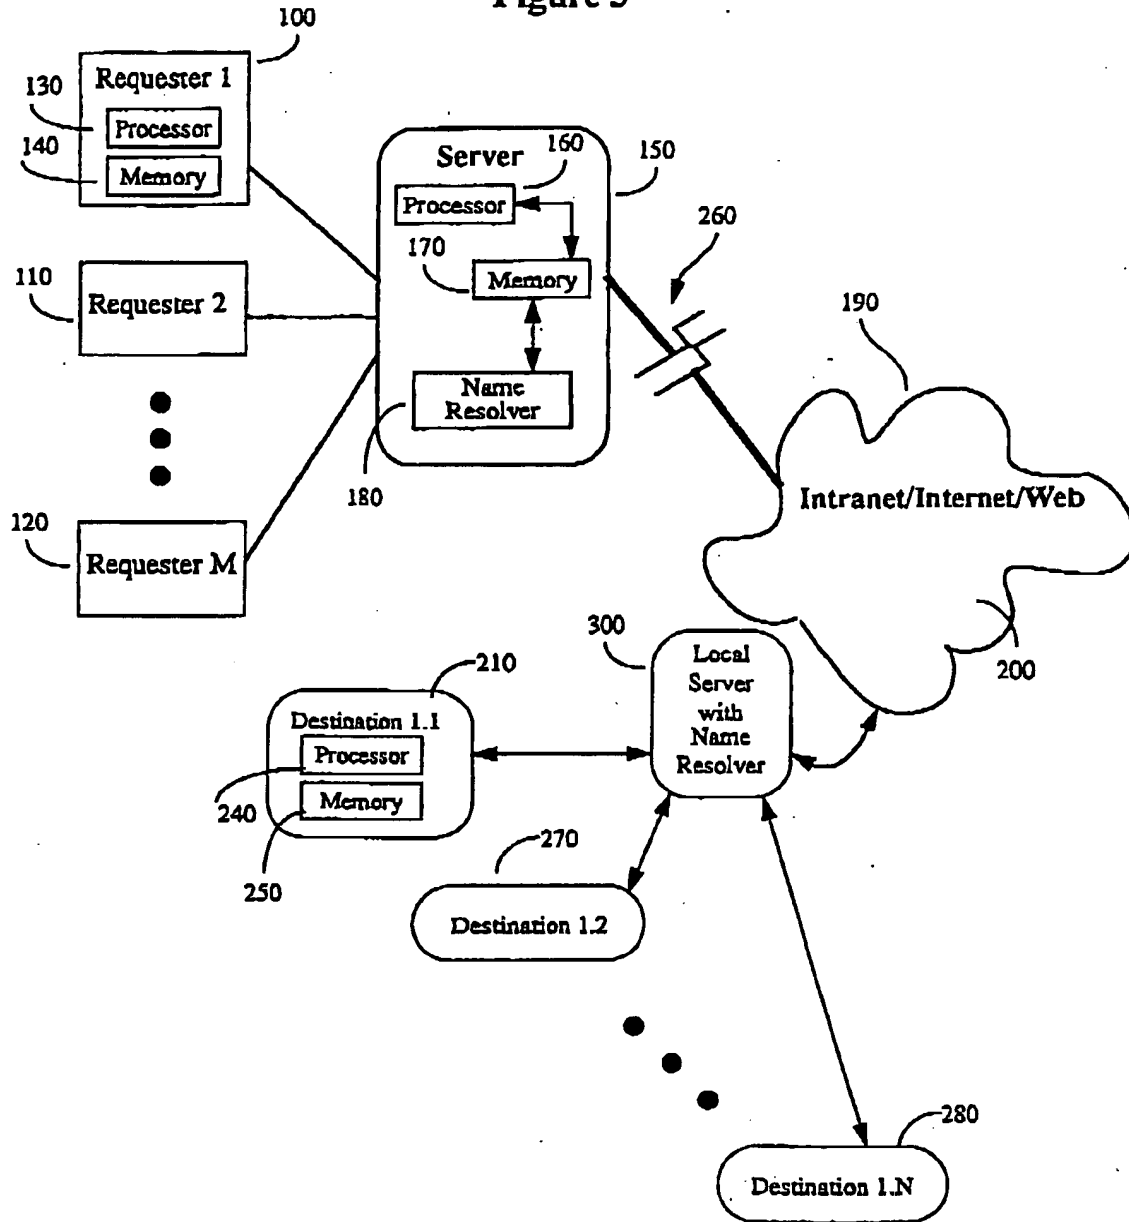 Figure 3
100
Requester 1
130
Processor
140
Memory
Server
160
150
Processor
170
Memory
260
110
Requester 2
Name
Resolver
180
190
Intranet/Internet/Web
200
120
Requester M
300
Local
Server
with
Name
Resolver
210
Destination 1.1
Processor
240
Memory
250
270
Destination 1.2
280
Destination 1.N